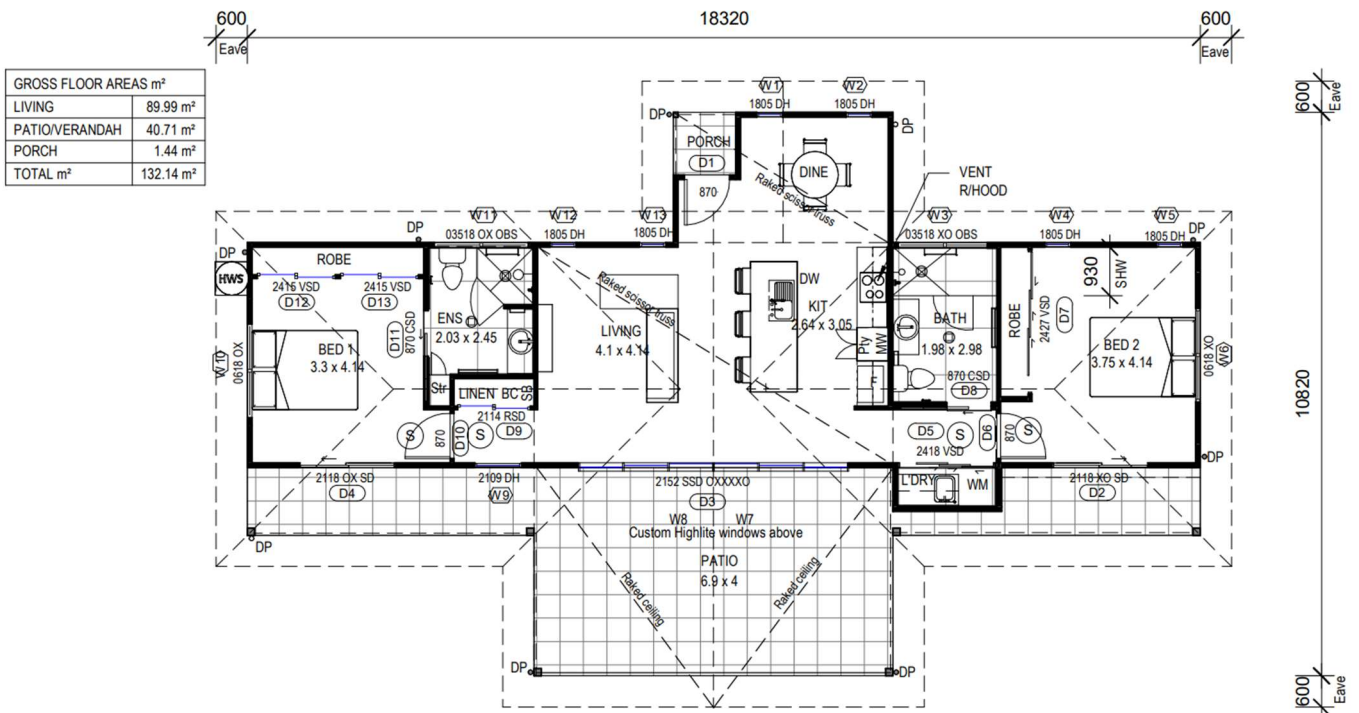 600
18320
600
Eave
Eave
GROSS FLOOR AREAS m²
LIVING 89.99 m²
PATIO/VERANDAH 40.71 m²
PORCH 1.44 m²
TOTAL m² 132.14 m²
600
Eave
W1
W2
1805 DH
1805 DH
DP
DP
PORCH
D1
870
DINE
Raked scissor truss
VENT
R/HOOD
W11
W12
W13
W3
W4
W5
DP
03518 OX OBS
1805 DH
1805 DH
03518 XO OBS
1805 DH
1805 DH
DP
DP
HWS
ROBE
2415 VSD
2415 VSD
D12
D13
D11
870 CSD
ENS
2.03 x 2.45
Raked scissor truss
LIVING
4.1 x 4.14
DW
KIT
2.64 x 3.05
Pty
MW
F
BATH
1.98 x 2.98
870 CSD
D8
ROBE
2427 VSD
D7
930
SHW
BED 1
3.3 x 4.14
BED 2
3.75 x 4.14
W10
0618 OX
0618 XO
W6
10820
Str
LINEN
BC
2114 RSD
D9
S
870
D10
S
D5
S
D6
870
S
2418 VSD
DP
2118 OX SD
D4
2109 DH
W9
2152 SSD OXXXXO
D3
L'DRY
WM
2118 XO SD
D2
W8
W7
Custom Highlite windows above
DP
PATIO
6.9 x 4
Raked ceiling
Raked ceiling
DP
DP
600
Eave